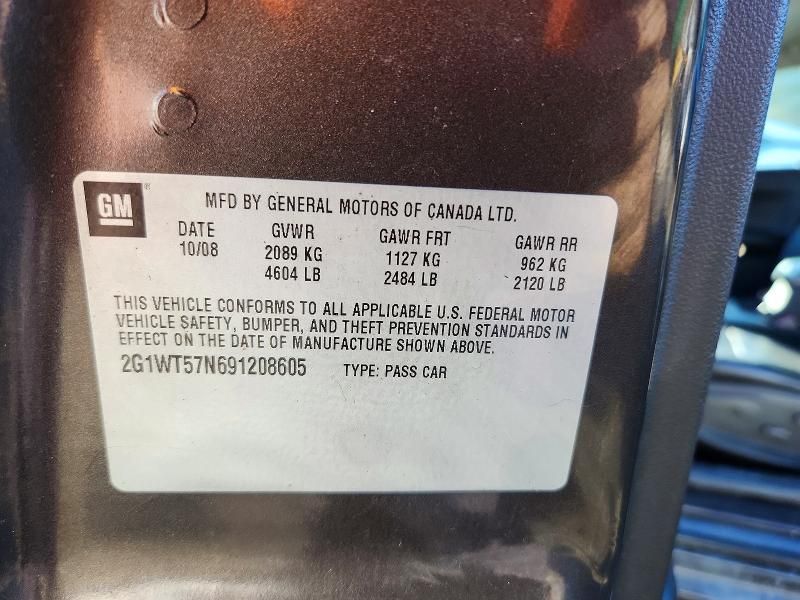 GM
MFD BY GENERAL MOTORS OF CANADA LTD.
DATE GVWR GAWR FRT GAWR RR
10/08 2089 KG 1127 KG 962 KG
4604 LB 2484 LB 2120 LB
THIS VEHICLE CONFORMS TO ALL APPLICABLE U.S. FEDERAL MOTOR
VEHICLE SAFETY, BUMPER, AND THEFT PREVENTION STANDARDS IN
EFFECT ON THE DATE OF MANUFACTURE SHOWN ABOVE.
2G1WT57N691208605 TYPE: PASS CAR